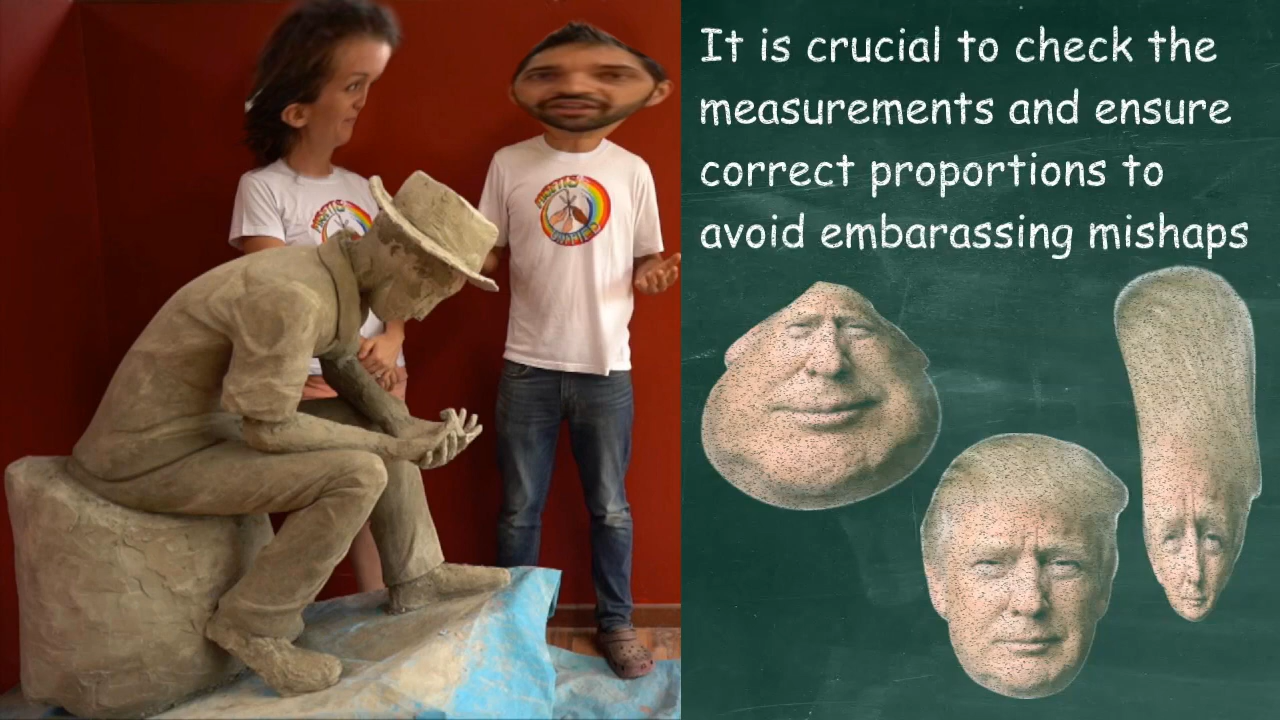 It is crucial to check the
measurements and ensure
correct proportions to
avoid embarassing mishaps